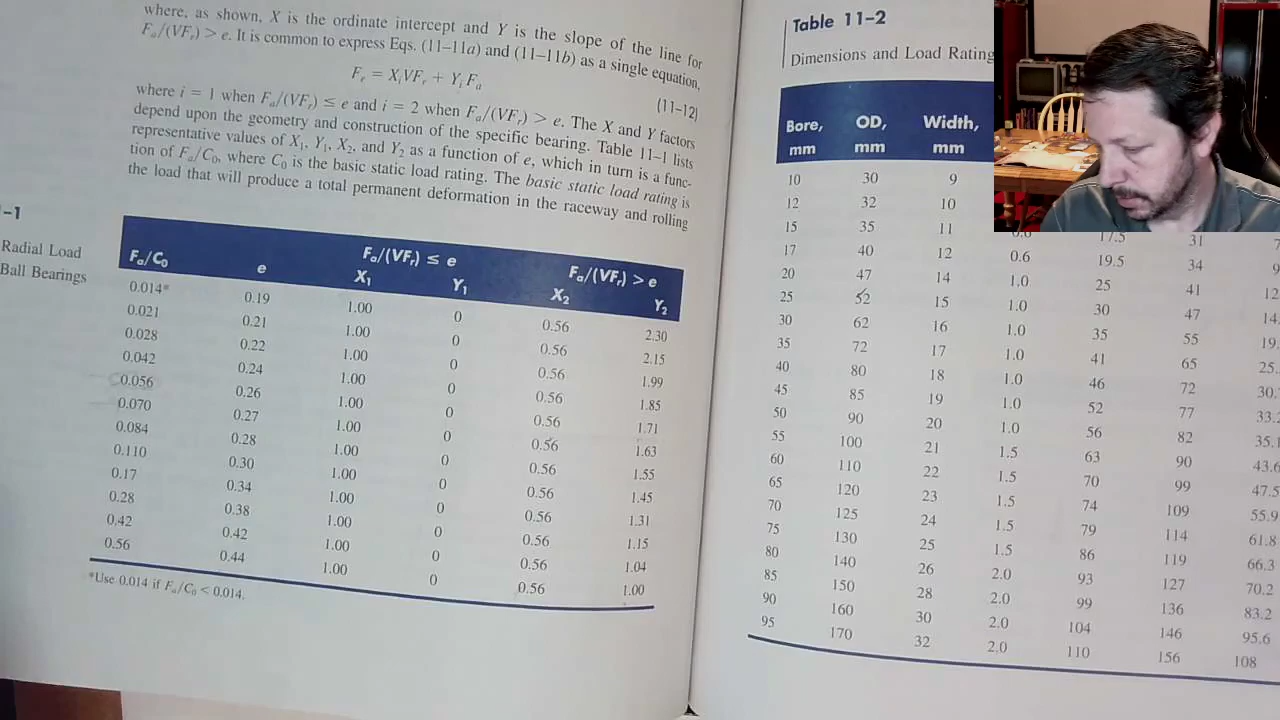 where, as shown, X is the ordinate intercept and Y is the slope of the line for
Fa/(VFr) > e. It is common to express Eqs. (11–11a) and (11–11b) as a single equation,
Fe = XiVFr + YiFa
(11–12)
where i = 1 when Fa/(VFr) ≤ e and i = 2 when Fa/(VFr) > e. The X and Y factors
depend upon the geometry and construction of the specific bearing. Table 11–1 lists
representative values of X1, Y1, X2, and Y2 as a function of e, which in turn is a func-
tion of Fa/C0, where C0 is the basic static load rating. The basic static load rating is
the load that will produce a total permanent deformation in the raceway and rolling
–1
Radial Load
Ball Bearings
Fa/(VFr) ≤ e Fa/(VFr) > e
Fa/C0 e X1 Y1 X2 Y2
0.014* 0.19 1.00 0 0.56 2.30
0.021 0.21 1.00 0 0.56 2.15
0.028 0.22 1.00 0 0.56 1.99
0.042 0.24 1.00 0 0.56 1.85
0.056 0.26 1.00 0 0.56 1.71
0.070 0.27 1.00 0 0.56 1.63
0.084 0.28 1.00 0 0.56 1.55
0.110 0.30 1.00 0 0.56 1.45
0.17 0.34 1.00 0 0.56 1.31
0.28 0.38 1.00 0 0.56 1.15
0.42 0.42 1.00 0 0.56 1.04
0.56 0.44 1.00 0 0.56 1.00
*Use 0.014 if Fa/C0 < 0.014.
Table 11–2
Dimensions and Load Rating
Bore, OD, Width,
mm mm mm
10 30 9
12 32 10
15 35 11 17.5 31
17 40 12 0.6 19.5 34
20 47 14 1.0 25 41
25 52 15 1.0 30 47
30 62 16 1.0 35 55
35 72 17 1.0 41 65
40 80 18 1.0 46 72
45 85 19 1.0 52 77
50 90 20 1.0 56 82
55 100 21 1.5 63 90 43.6
60 110 22 1.5 70 99 47.5
65 120 23 1.5 74 109 55.9
70 125 24 1.5 79 114 61.8
75 130 25 1.5 86 119 66.3
80 140 26 2.0 93 127 70.2
85 150 28 2.0 99 136 83.2
90 160 30 2.0 104 146 95.6
95 170 32 2.0 110 156 108